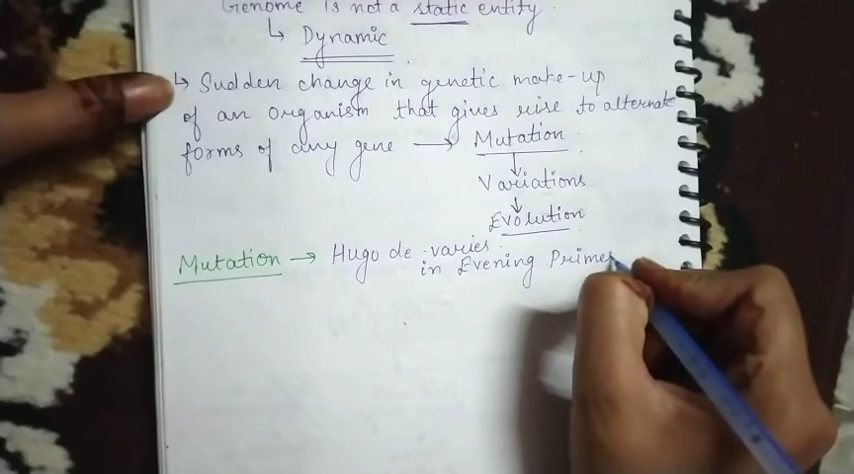 Genome is not a static entity.
↳ Dynamic
↳ Sudden change in genetic make-up
of an organism that gives rise to alternate
forms of any gene → Mutation
↓
Variations
↓
Evolution
Mutation → Hugo de-varies.
in Evening Prime